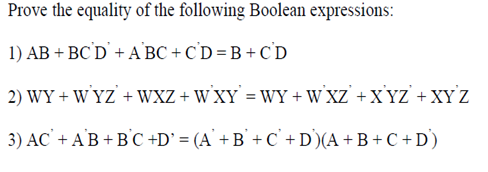 Prove the equality of the following Boolean expressions:
1) AB + BC'D' + A'BC + C'D = B + C'D
2) WY + W'YZ' + WXZ + W'XY' = WY + W'XZ' + X'YZ' + XY'Z
3) AC' + A'B + B'C +D' = (A' + B' + C' + D')(A + B + C + D')